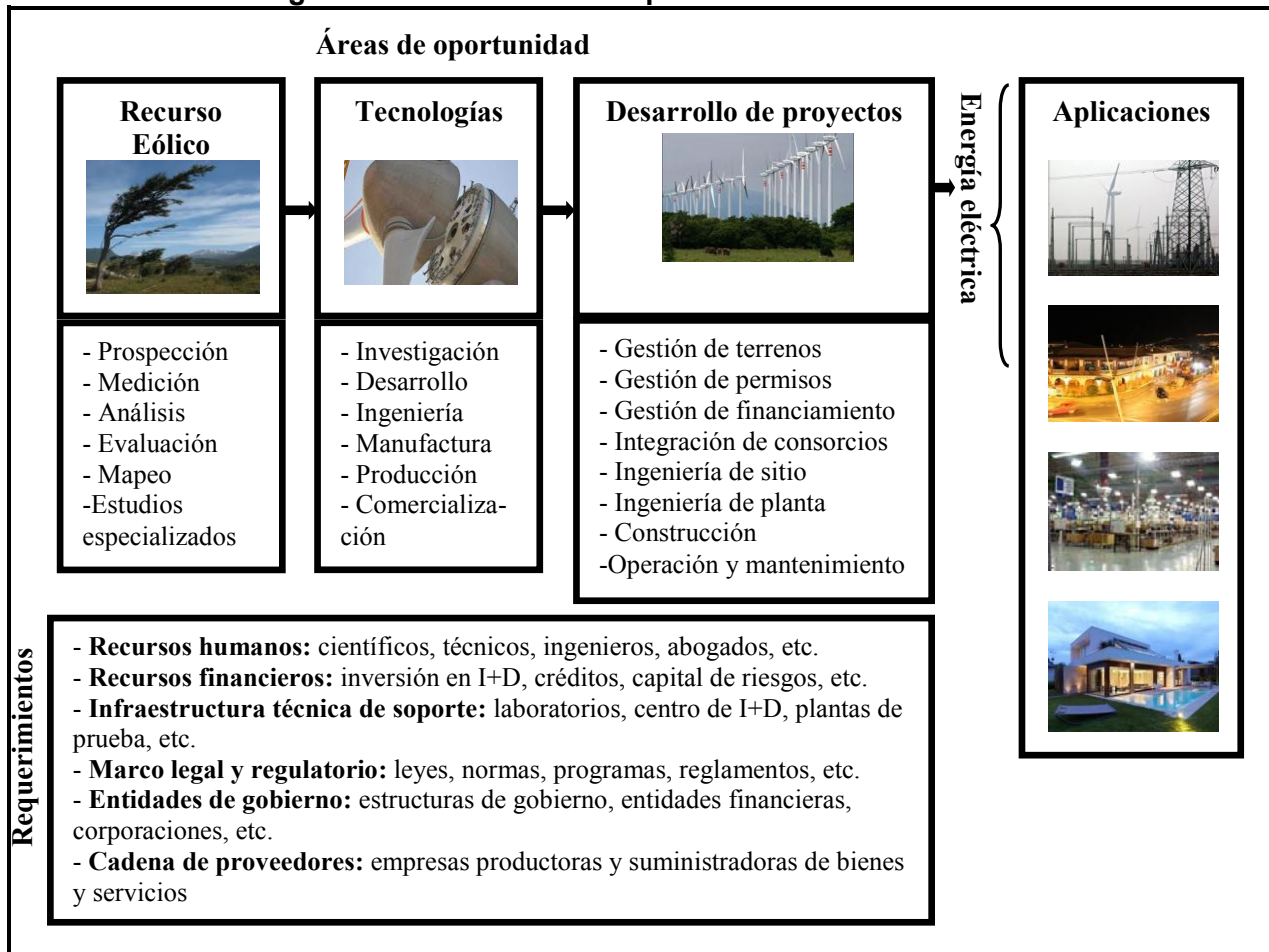 Áreas de oportunidad
Recurso
Eólico
- Prospección
- Medición
- Análisis
- Evaluación
- Mapeo
-Estudios
especializados
Tecnologías
- Investigación
- Desarrollo
- Ingeniería
- Manufactura
- Producción
- Comercializa-
ción
Desarrollo de proyectos
- Gestión de terrenos
- Gestión de permisos
- Gestión de financiamiento
- Integración de consorcios
- Ingeniería de sitio
- Ingeniería de planta
- Construcción
-Operación y mantenimiento
Energía eléctrica
Aplicaciones
Requerimientos
- Recursos humanos: científicos, técnicos, ingenieros, abogados, etc.
- Recursos financieros: inversión en I+D, créditos, capital de riesgos, etc.
- Infraestructura técnica de soporte: laboratorios, centro de I+D, plantas de
prueba, etc.
- Marco legal y regulatorio: leyes, normas, programas, reglamentos, etc.
- Entidades de gobierno: estructuras de gobierno, entidades financieras,
corporaciones, etc.
- Cadena de proveedores: empresas productoras y suministradoras de bienes
y servicios